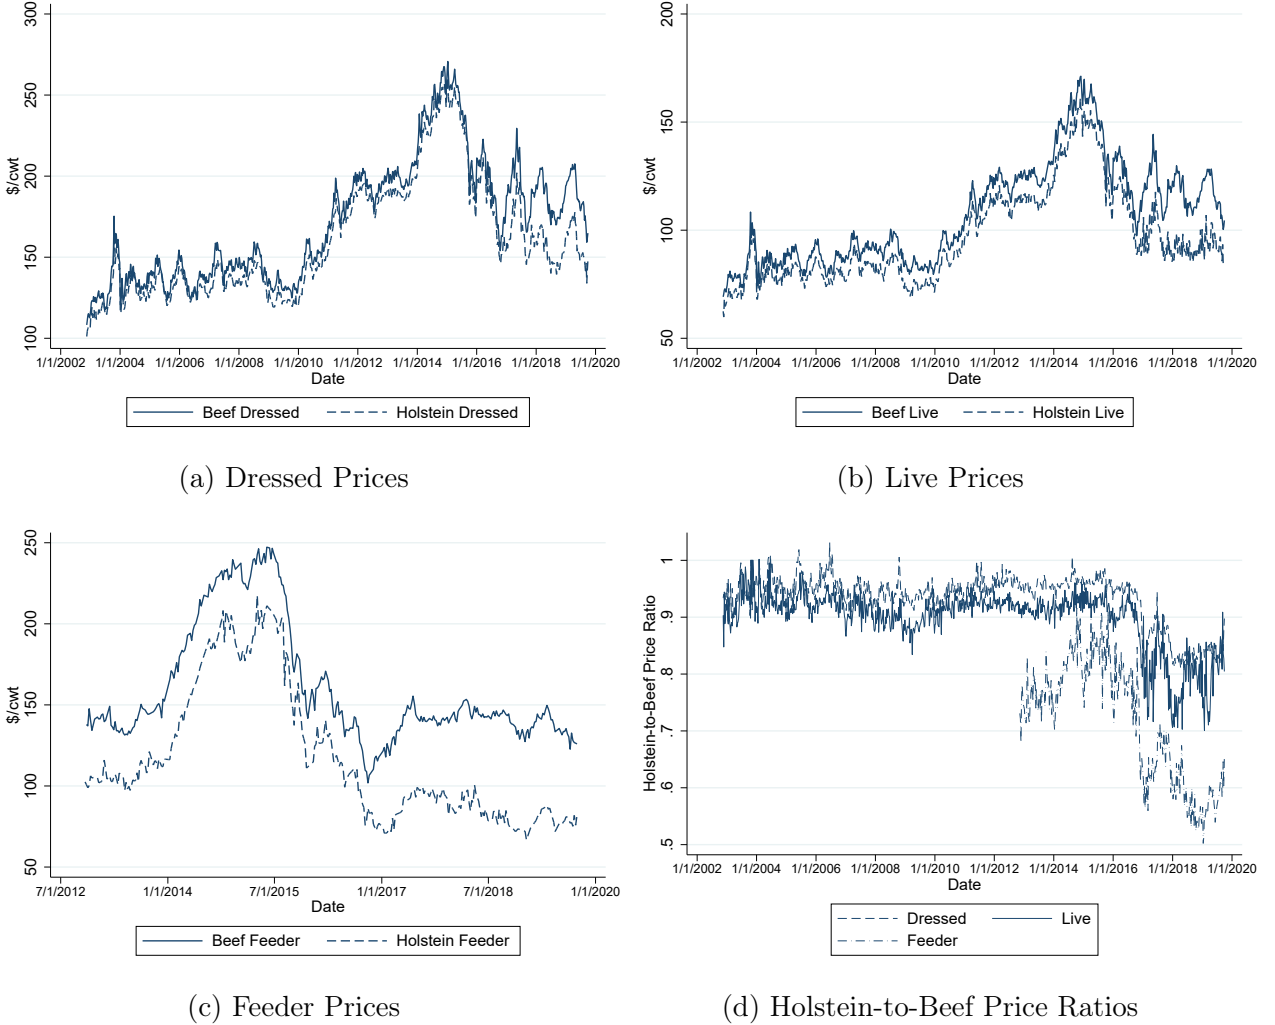 300
250
200
150
100
$/cwt
1/1/2002 1/1/2004 1/1/2006 1/1/2008 1/1/2010 1/1/2012 1/1/2014 1/1/2016 1/1/2018 1/1/2020
Date
Beef Dressed Holstein Dressed
(a) Dressed Prices
200
150
100
50
$/cwt
1/1/2002 1/1/2004 1/1/2006 1/1/2008 1/1/2010 1/1/2012 1/1/2014 1/1/2016 1/1/2018 1/1/2020
Date
Beef Live Holstein Live
(b) Live Prices
250
200
150
100
50
$/cwt
7/1/2012 1/1/2014 7/1/2015 1/1/2017 7/1/2018 1/1/2020
Date
Beef Feeder Holstein Feeder
(c) Feeder Prices
1
.9
.8
.7
.6
.5
Holstein-to-Beef Price Ratio
1/1/2002 1/1/2004 1/1/2006 1/1/2008 1/1/2010 1/1/2012 1/1/2014 1/1/2016 1/1/2018 1/1/2020
Date
Dressed Live
Feeder
(d) Holstein-to-Beef Price Ratios